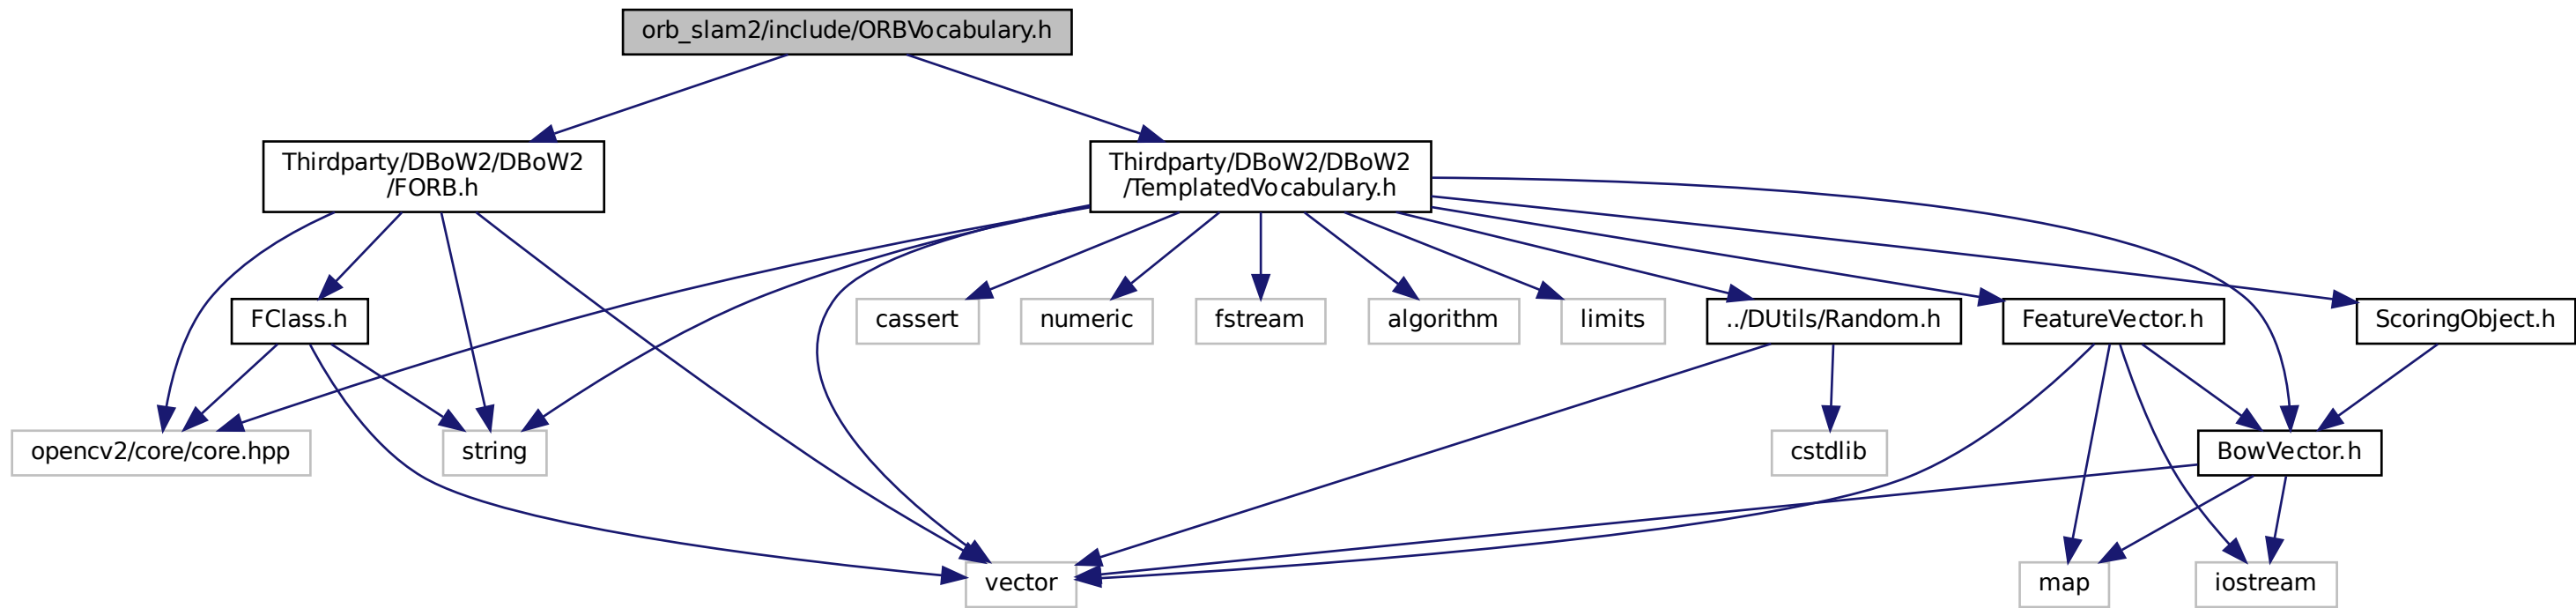 orb_slam2/include/ORBVocabulary.h
Thirdparty/DBoW2/DBoW2
/FORB.h
Thirdparty/DBoW2/DBoW2
/TemplatedVocabulary.h
FClass.h
cassert
numeric
fstream
algorithm
limits
../DUtils/Random.h
FeatureVector.h
ScoringObject.h
opencv2/core/core.hpp
string
cstdlib
BowVector.h
vector
map
iostream